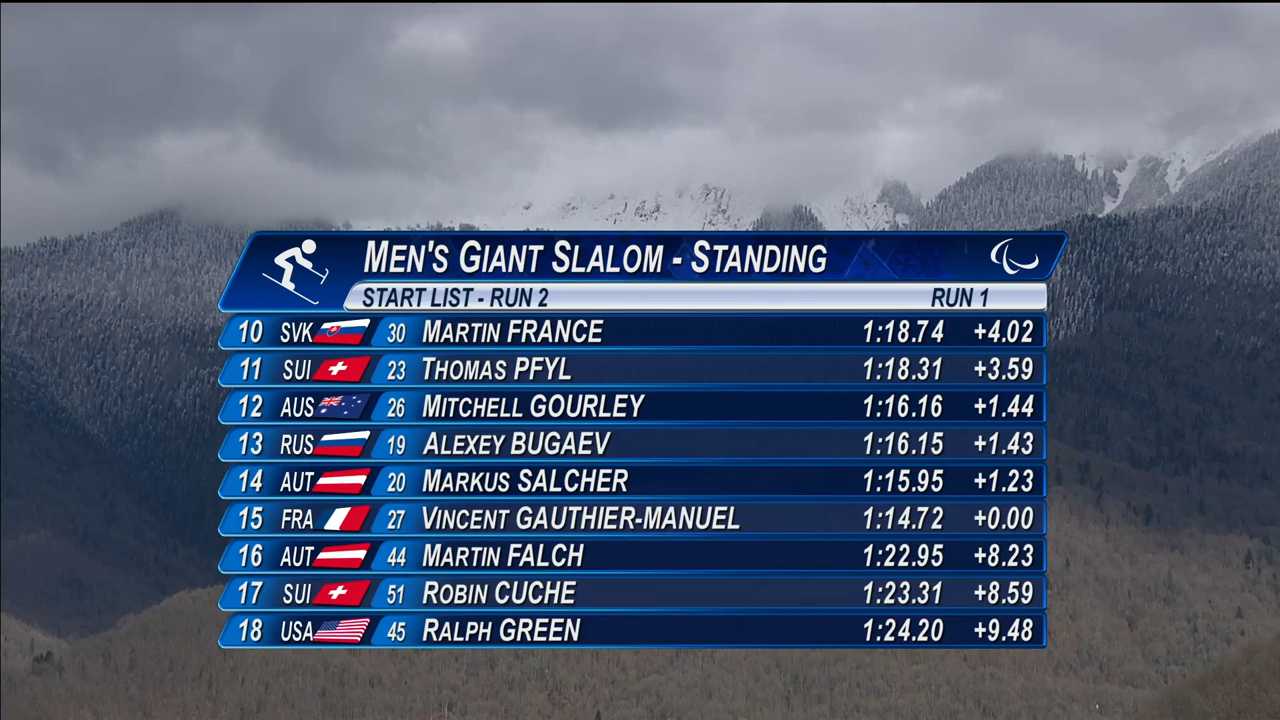 MEN'S GIANT SLALOM - STANDING
START LIST - RUN 2 RUN 1
10 SVK 30 MARTIN FRANCE 1:18.74 +4.02
11 SUI 23 THOMAS PFYL 1:18.31 +3.59
12 AUS 26 MITCHELL GOURLEY 1:16.16 +1.44
13 RUS 19 ALEXEY BUGAEV 1:16.15 +1.43
14 AUT 20 MARKUS SALCHER 1:15.95 +1.23
15 FRA 27 VINCENT GAUTHIER-MANUEL 1:14.72 +0.00
16 AUT 44 MARTIN FALCH 1:22.95 +8.23
17 SUI 51 ROBIN CUCHE 1:23.31 +8.59
18 USA 45 RALPH GREEN 1:24.20 +9.48